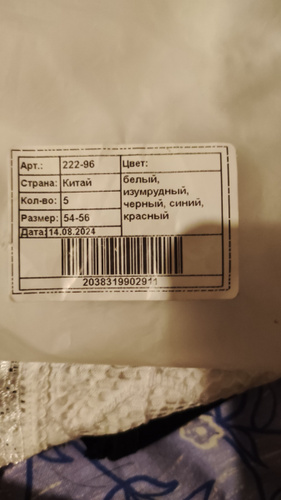 Арт.: 222-96 Цвет:
Страна: Китай белый,
изумрудный,
Кол-во: 5 черный, синий,
Размер: 54-56 красный
Дата: 14.08.2024
2038319902911